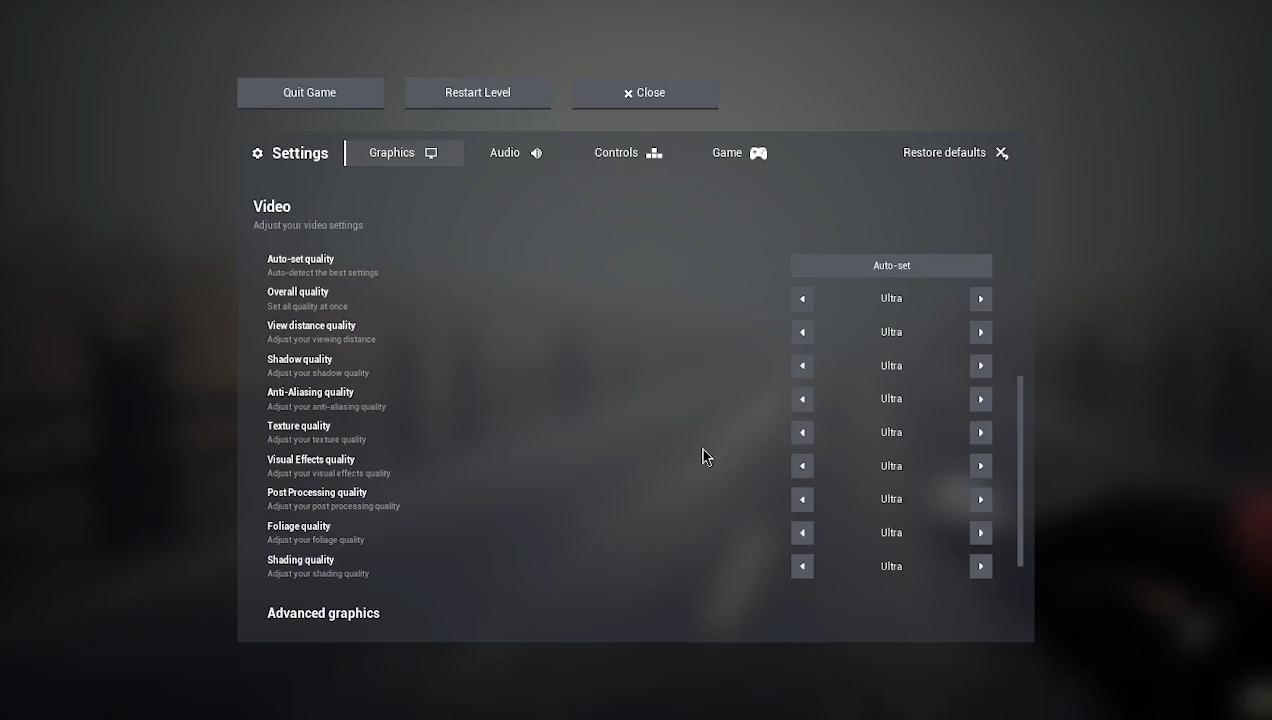 Quit Game
Restart Level
Close
Settings
Graphics
Audio
Controls
Game
Restore defaults
Video
Adjust your video settings
Auto-set quality
Auto-detect the best settings
Auto-set
Overall quality
Set all quality at once
Ultra
View distance quality
Adjust your viewing distance
Ultra
Shadow quality
Adjust your shadow quality
Ultra
Anti-Aliasing quality
Adjust your anti-aliasing quality
Ultra
Texture quality
Adjust your texture quality
Ultra
Visual Effects quality
Adjust your visual effects quality
Ultra
Post Processing quality
Adjust your post processing quality
Ultra
Foliage quality
Adjust your foliage quality
Ultra
Shading quality
Adjust your shading quality
Ultra
Advanced graphics